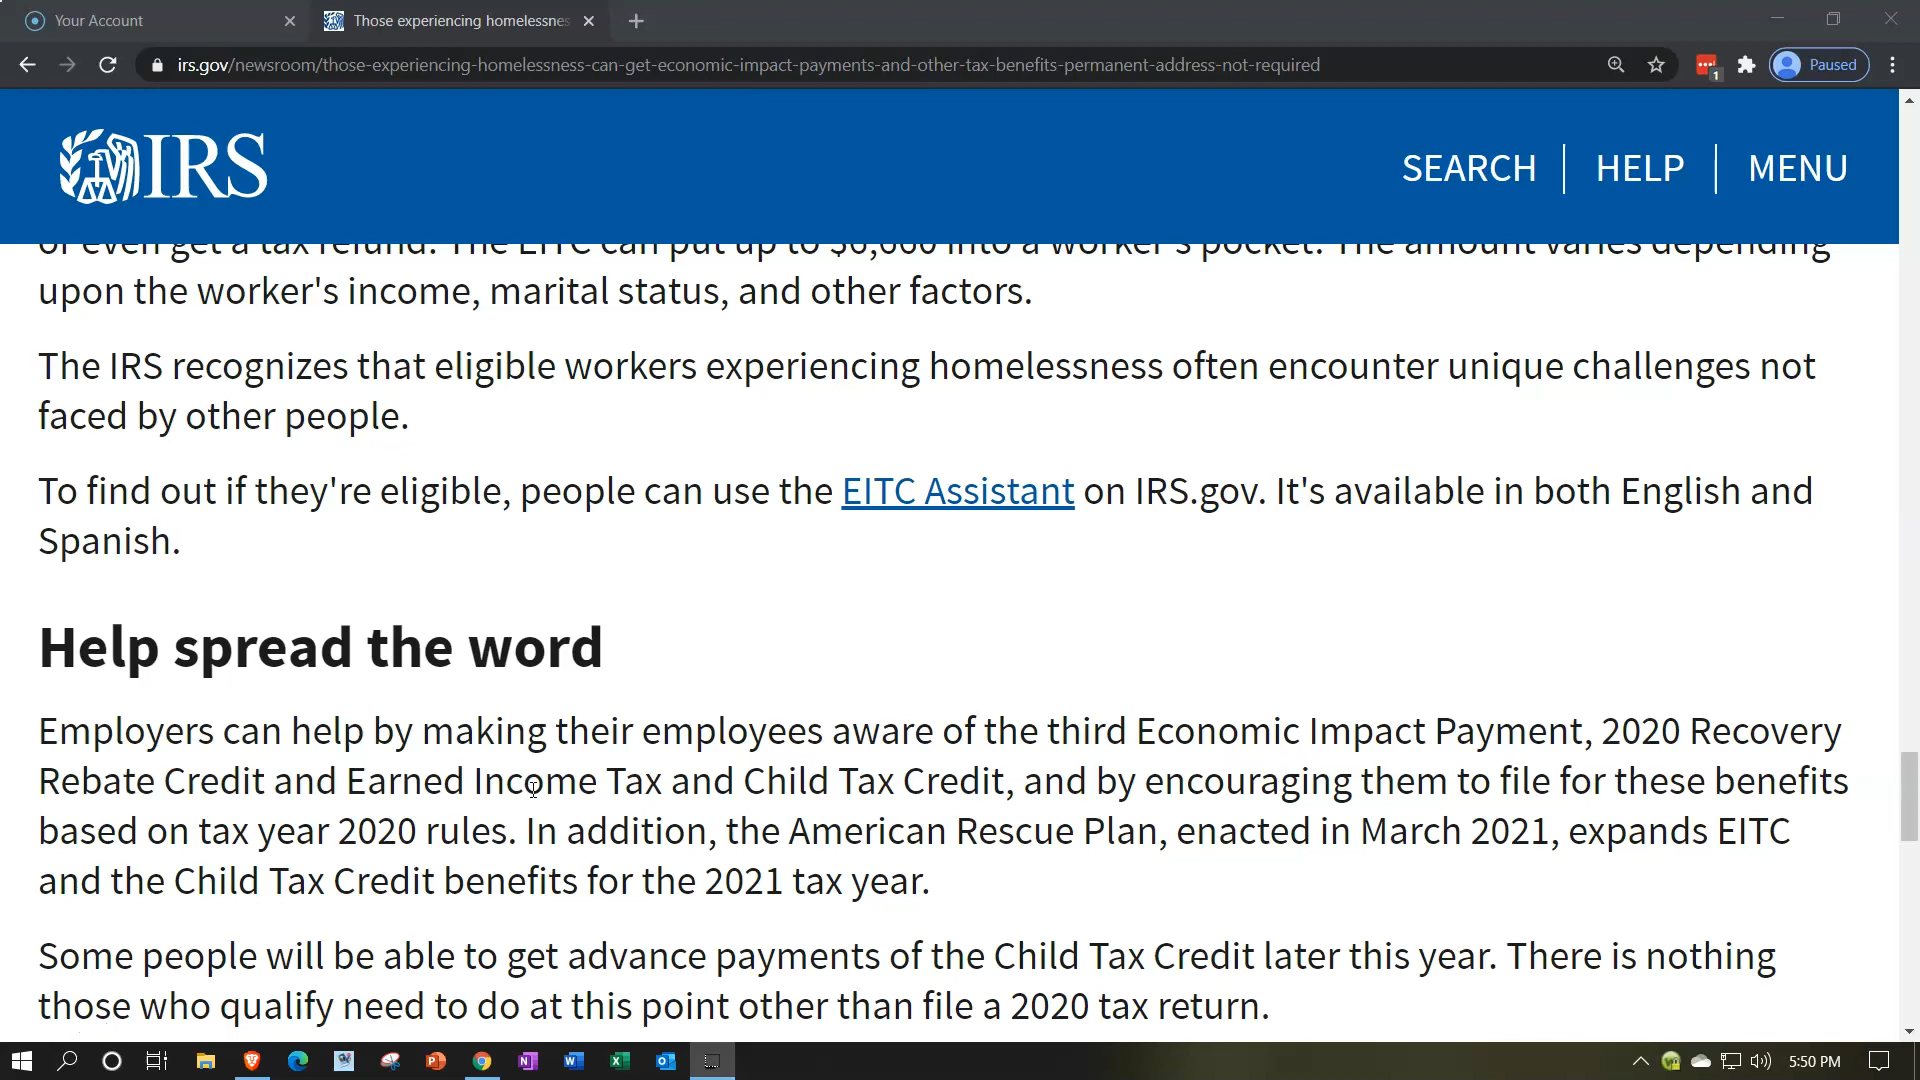 Your Account
Those experiencing homelessnes
irs.gov/newsroom/those-experiencing-homelessness-can-get-economic-impact-payments-and-other-tax-benefits-permanent-address-not-required
1
Paused
IRS
SEARCH
HELP
MENU
or even get a tax refund. The EITC can put up to $6,660 into a worker's pocket. The amount varies depending
upon the worker's income, marital status, and other factors.
The IRS recognizes that eligible workers experiencing homelessness often encounter unique challenges not
faced by other people.
To find out if they're eligible, people can use the EITC Assistant on IRS.gov. It's available in both English and
Spanish.
Help spread the word
Employers can help by making their employees aware of the third Economic Impact Payment, 2020 Recovery
Rebate Credit and Earned Income Tax and Child Tax Credit, and by encouraging them to file for these benefits
based on tax year 2020 rules. In addition, the American Rescue Plan, enacted in March 2021, expands EITC
and the Child Tax Credit benefits for the 2021 tax year.
Some people will be able to get advance payments of the Child Tax Credit later this year. There is nothing
those who qualify need to do at this point other than file a 2020 tax return.
5:50 PM